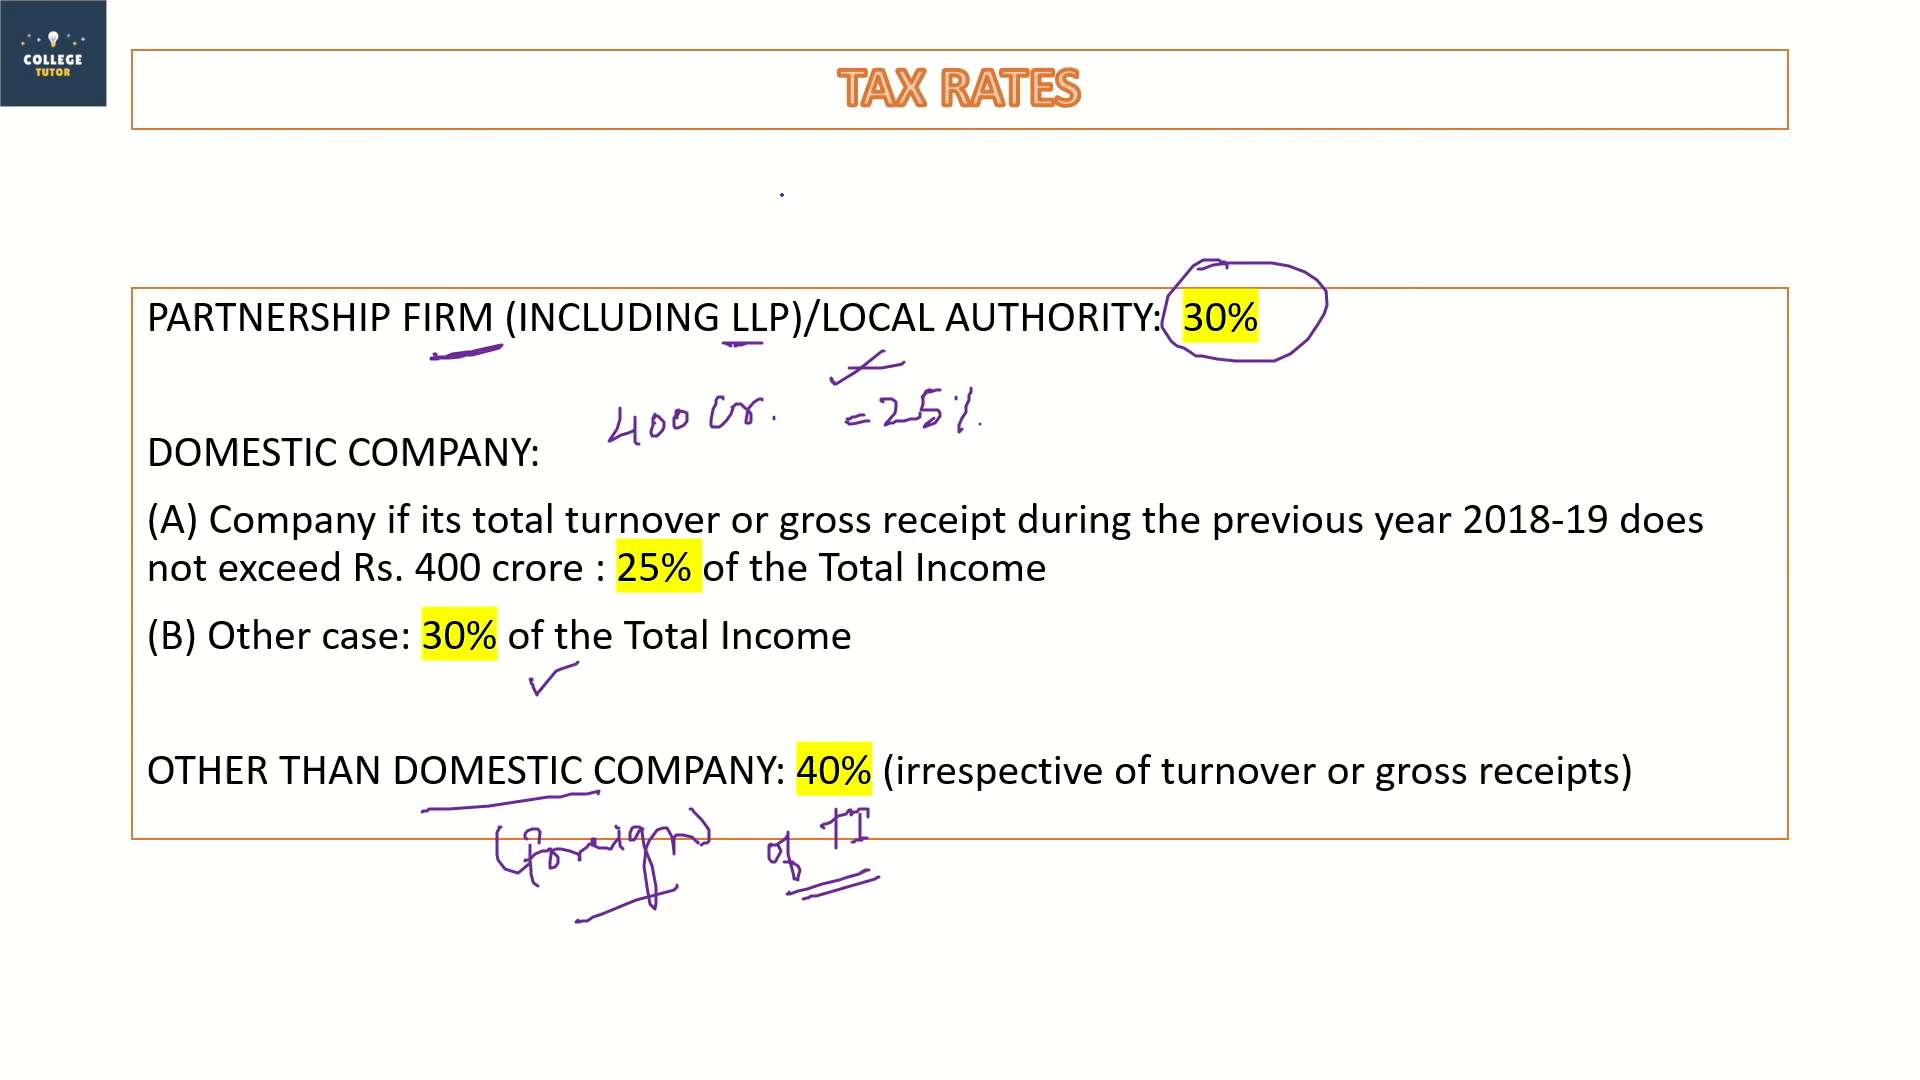 COLLEGE
TUTOR
TAX RATES
PARTNERSHIP FIRM (INCLUDING LLP)/LOCAL AUTHORITY: 30%
400 Cr. = 25%.
DOMESTIC COMPANY:
(A) Company if its total turnover or gross receipt during the previous year 2018-19 does
not exceed Rs. 400 crore : 25% of the Total Income
(B) Other case: 30% of the Total Income
OTHER THAN DOMESTIC COMPANY: 40% (irrespective of turnover or gross receipts)
(Foreign) of TI